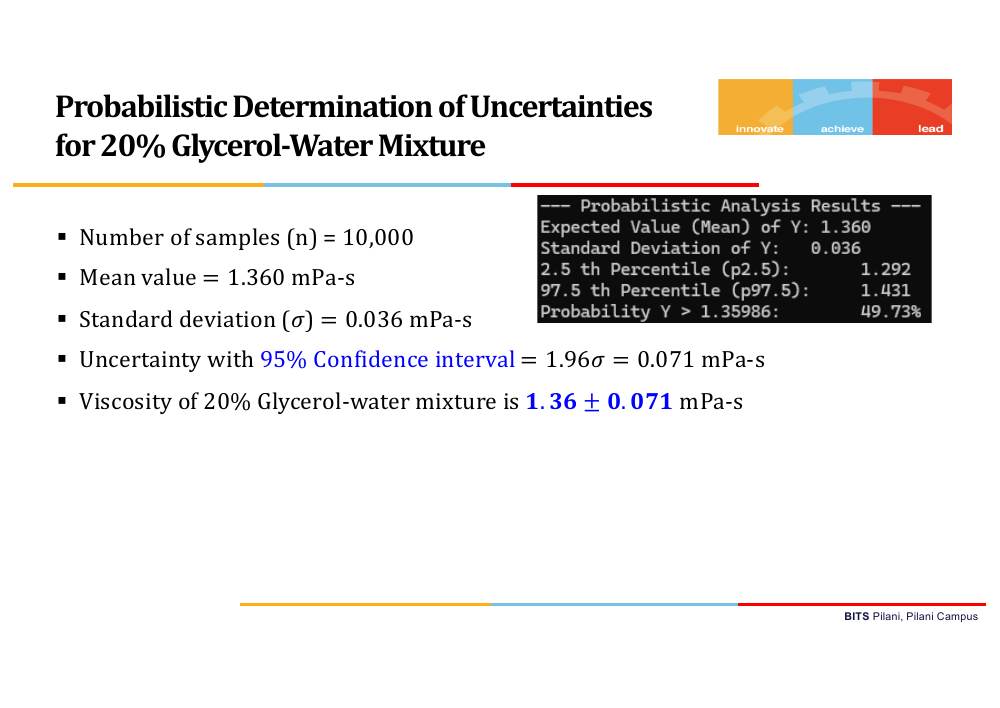 Probabilistic Determination of Uncertainties
for 20% Glycerol-Water Mixture
innovate achieve lead
--- Probabilistic Analysis Results ---
Expected Value (Mean) of Y: 1.360
Standard Deviation of Y: 0.036
2.5 th Percentile (p2.5): 1.292
97.5 th Percentile (p97.5): 1.431
Probability Y > 1.35986: 49.73%
▪ Number of samples (n) = 10,000
▪ Mean value = 1.360 mPa-s
▪ Standard deviation (𝜎) = 0.036 mPa-s
▪ Uncertainty with 95% Confidence interval = 1.96𝜎 = 0.071 mPa-s
▪ Viscosity of 20% Glycerol-water mixture is 1.36 ± 0.071 mPa-s
BITS Pilani, Pilani Campus